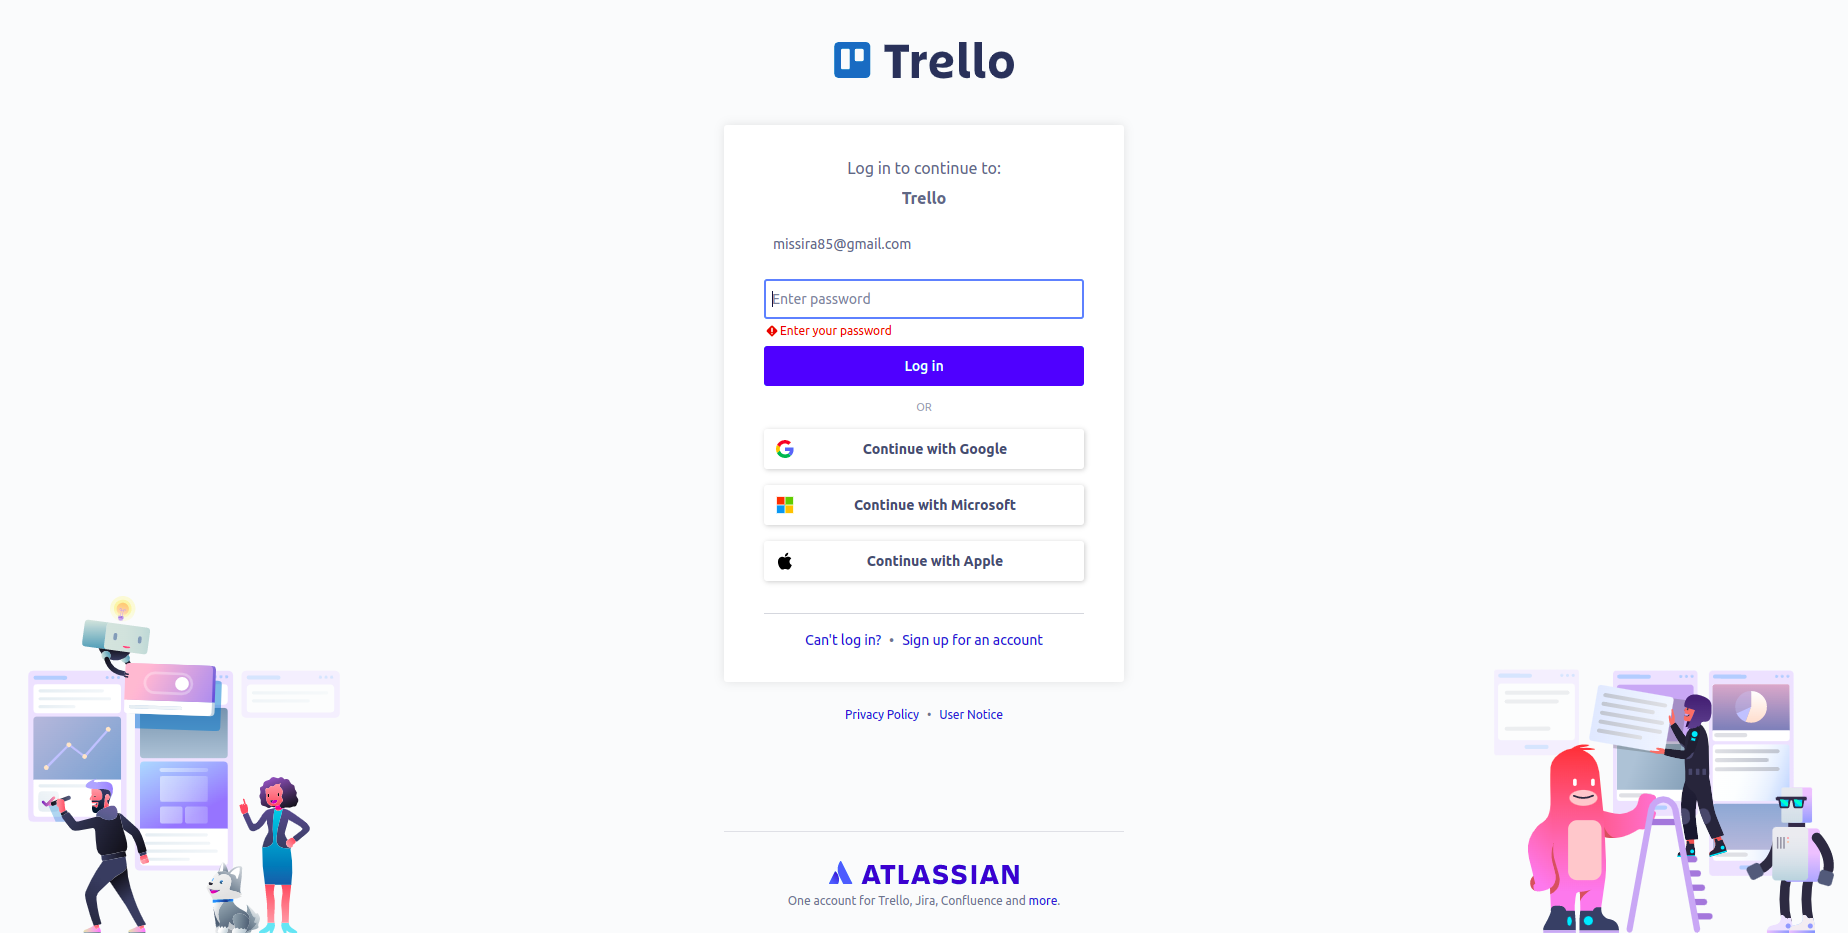 Trello
Log in to continue to:
Trello
missira85@gmail.com
Enter password
Enter your password
Log in
OR
Continue with Google
Continue with Microsoft
Continue with Apple
Can't log in? • Sign up for an account
Privacy Policy • User Notice
ATLASSIAN
One account for Trello, Jira, Confluence and more.